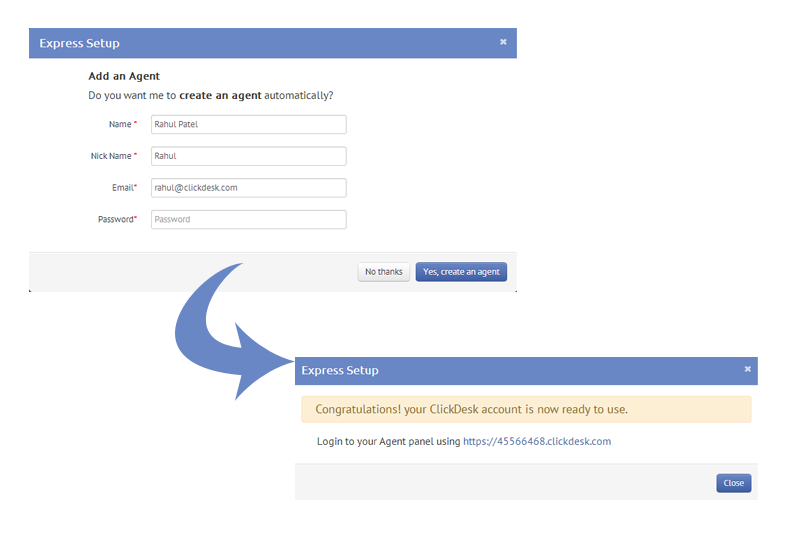 Express Setup ×
Add an Agent
Do you want me to create an agent automatically?
Name * Rahul Patel
Nick Name * Rahul
Email* rahul@clickdesk.com
Password* Password
No thanks Yes, create an agent
Express Setup ×
Congratulations! your ClickDesk account is now ready to use.
Login to your Agent panel using https://45566468.clickdesk.com
Close